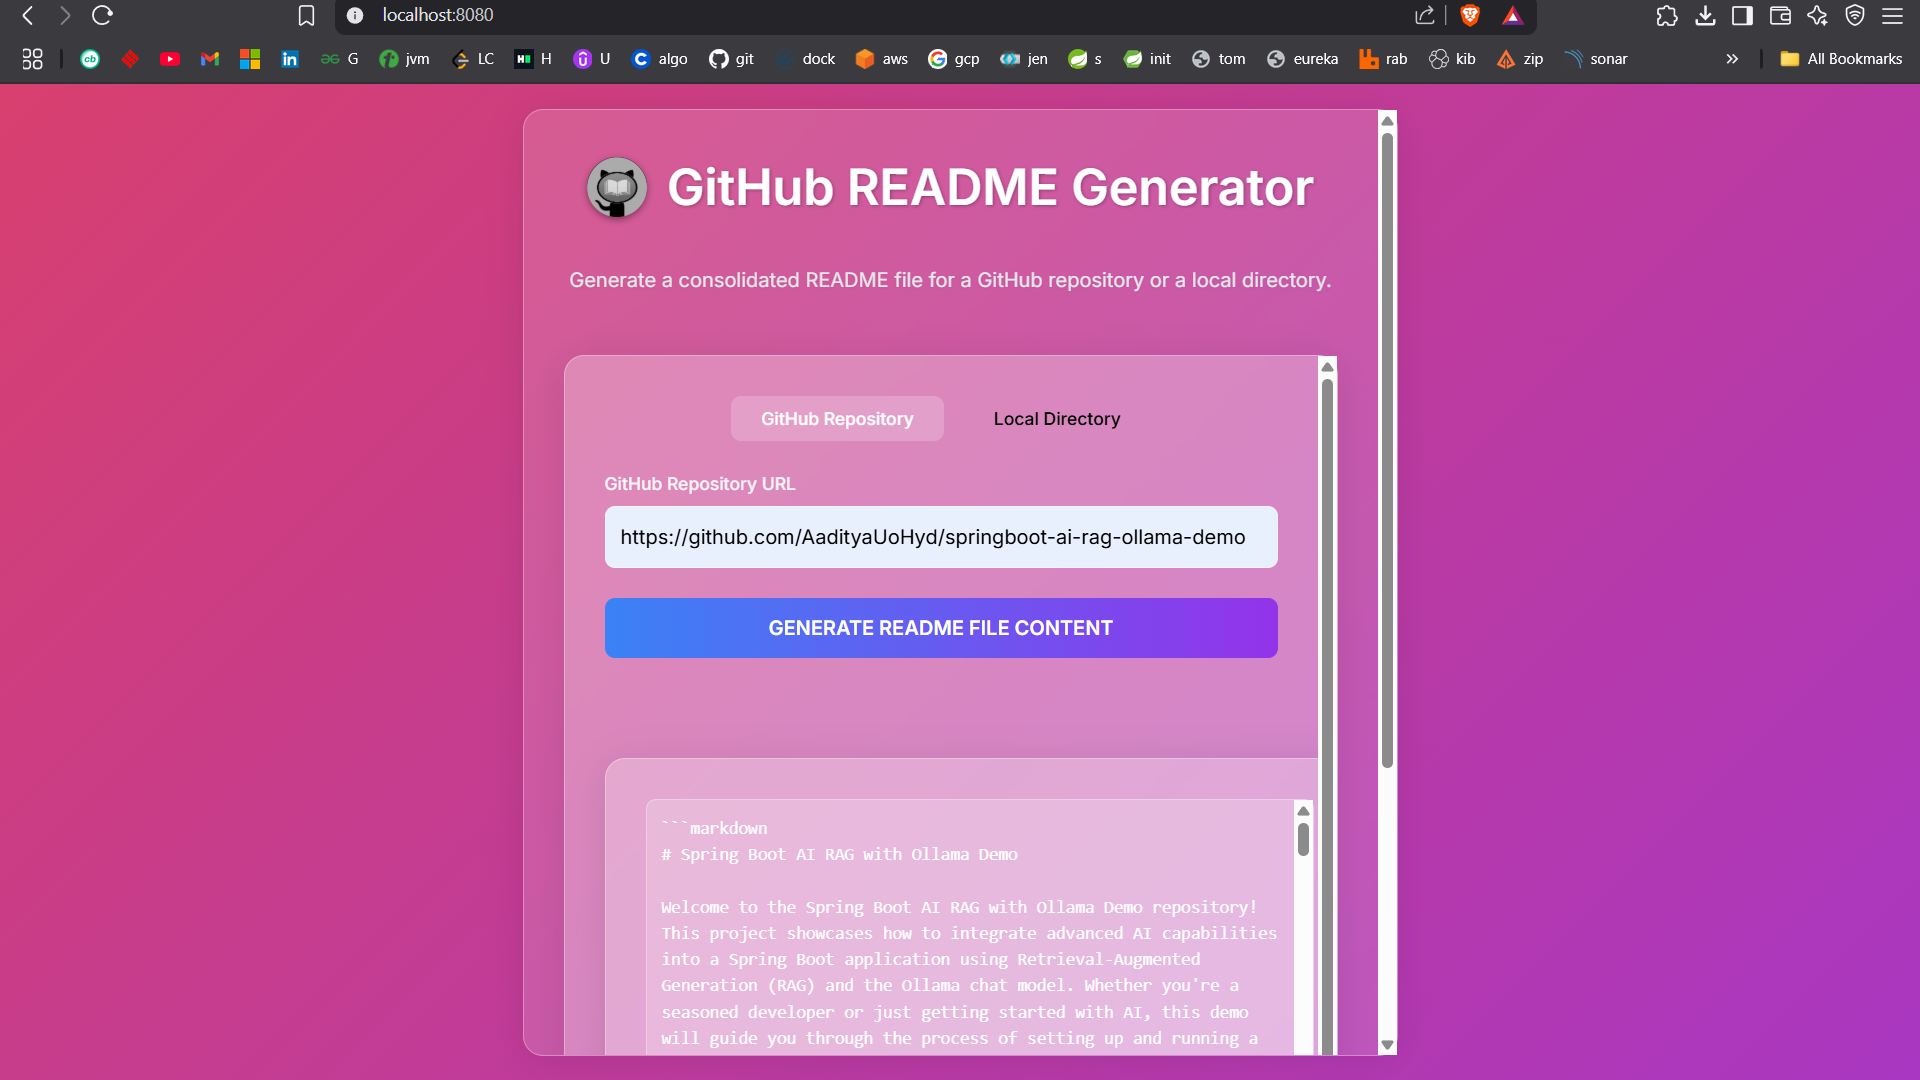 localhost:8080
cb
G
jvm
LC
H
U
algo
git
dock
aws
gcp
jen
s
init
tom
eureka
rab
kib
zip
sonar
All Bookmarks
GitHub README Generator
Generate a consolidated README file for a GitHub repository or a local directory.
GitHub Repository
Local Directory
GitHub Repository URL
https://github.com/AadityaUoHyd/springboot-ai-rag-ollama-demo
GENERATE README FILE CONTENT
```markdown
# Spring Boot AI RAG with Ollama Demo
Welcome to the Spring Boot AI RAG with Ollama Demo repository!
This project showcases how to integrate advanced AI capabilities
into a Spring Boot application using Retrieval-Augmented
Generation (RAG) and the Ollama chat model. Whether you're a
seasoned developer or just getting started with AI, this demo
will guide you through the process of setting up and running a